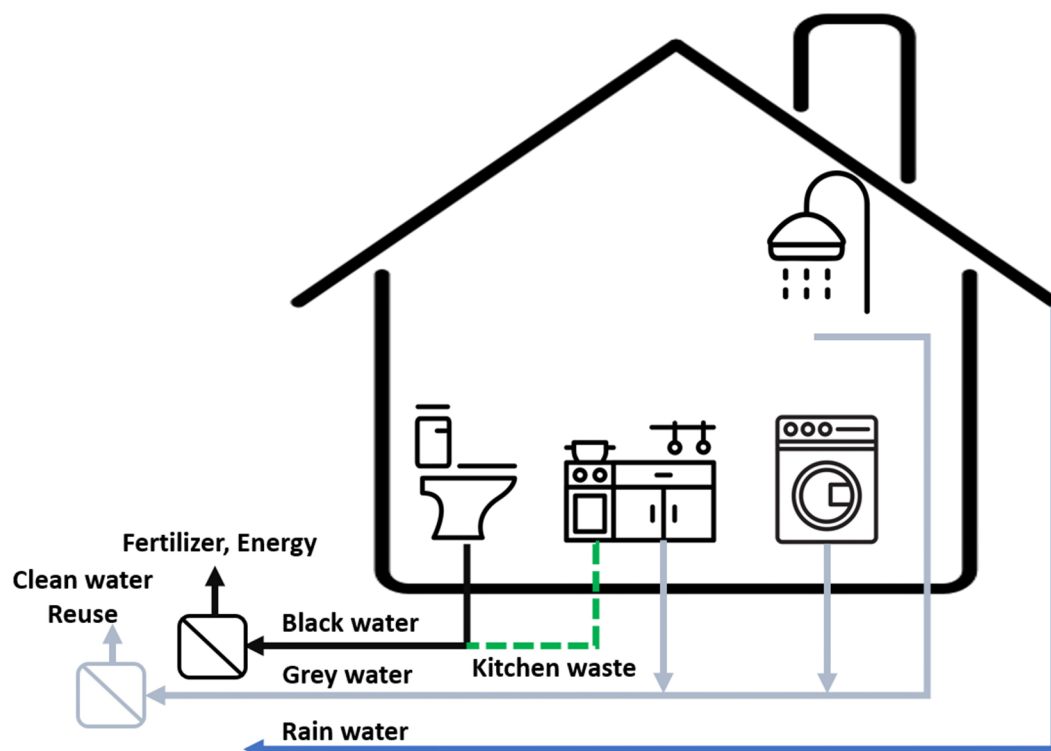 Fertilizer, Energy
Clean water
Reuse
Black water
Kitchen waste
Grey water
Rain water